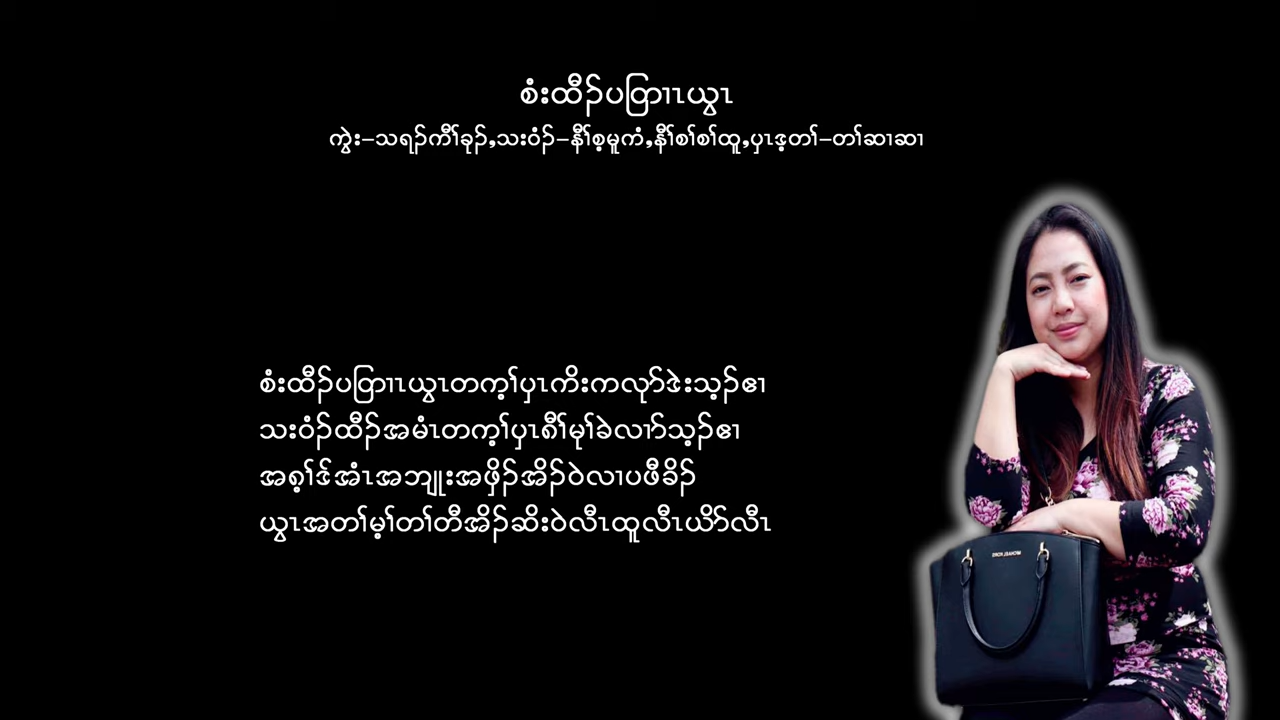 စံးထီၣ်ပတြၢၤယွၤ
ကွဲး–သရၣ်ကီၢ်ခုၣ်,သးဝံၣ်–နီၢ်စ့မူကံ,နီၢ်စၢ်စၢ်ထူ,ပှၤဒ့တၢ်–တၢ်ဆၢဆၢ
စံးထီၣ်ပတြၢၤယွၤတက့ၢ်ပှၤကိးကလုာ်ဒဲးသ့ၣ်ဧၢ
သးဝံၣ်ထီၣ်အမံၤတက့ၢ်ပှၤ၈ီၢ်မုၢ်ခဲလၢာ်သ့ၣ်ဧၢ
အစ့ၢ်ဒ်အံၤအဘျုးအဖှိၣ်အိၣ်ဝဲလၢပဖီခိၣ်
ယွၤအတၢ်မ့ၢ်တၢ်တီအိၣ်ဆိးဝဲလီၤထူလီၤယိာ်လီၤ
MICHAEL KORS